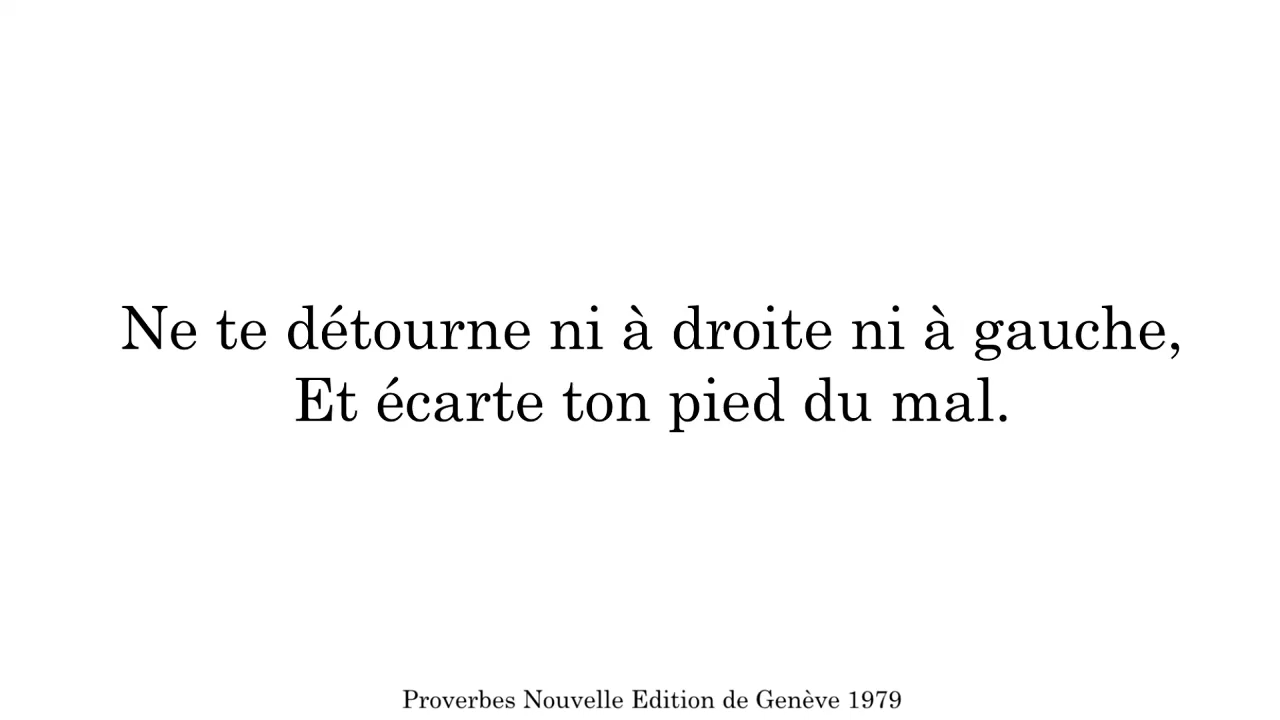 Ne te détourne ni à droite ni à gauche,
Et écarte ton pied du mal.
Proverbes Nouvelle Edition de Genève 1979